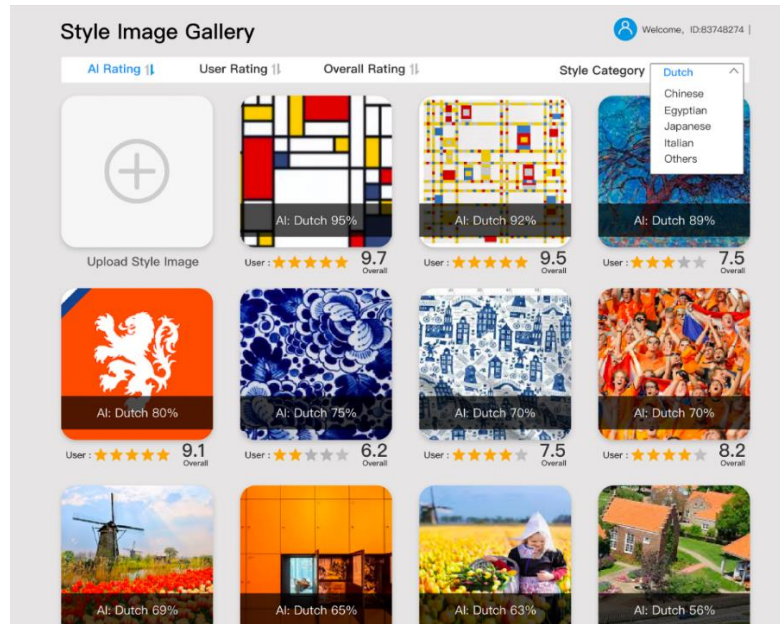 Style Image Gallery
Welcome, ID:83748274 |
AI Rating
User Rating
Overall Rating
Style Category
Dutch
Chinese
Egyptian
Japanese
Italian
Others
AI: Dutch 95%
AI: Dutch 92%
AI: Dutch 89%
Upload Style Image
User :
9.7
Overall
User :
9.5
Overall
User :
7.5
Overall
AI: Dutch 80%
AI: Dutch 75%
AI: Dutch 70%
AI: Dutch 70%
User :
9.1
Overall
User :
6.2
Overall
User :
7.5
Overall
User :
8.2
Overall
AI: Dutch 69%
AI: Dutch 65%
AI: Dutch 63%
AI: Dutch 56%